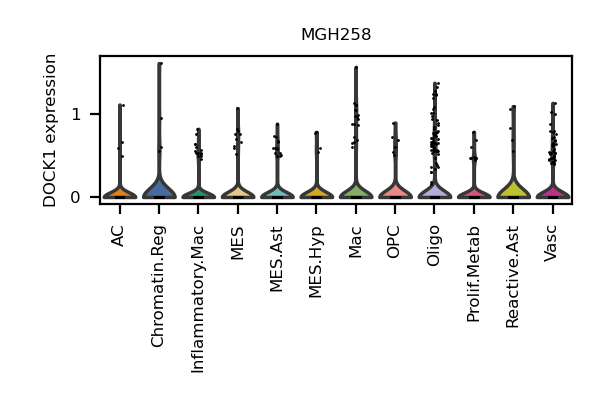 MGH258
DOCK1 expression
1
0
AC
Chromatin.Reg
Inflammatory.Mac
MES
MES.Ast
MES.Hyp
Mac
OPC
Oligo
Prolif.Metab
Reactive.Ast
Vasc